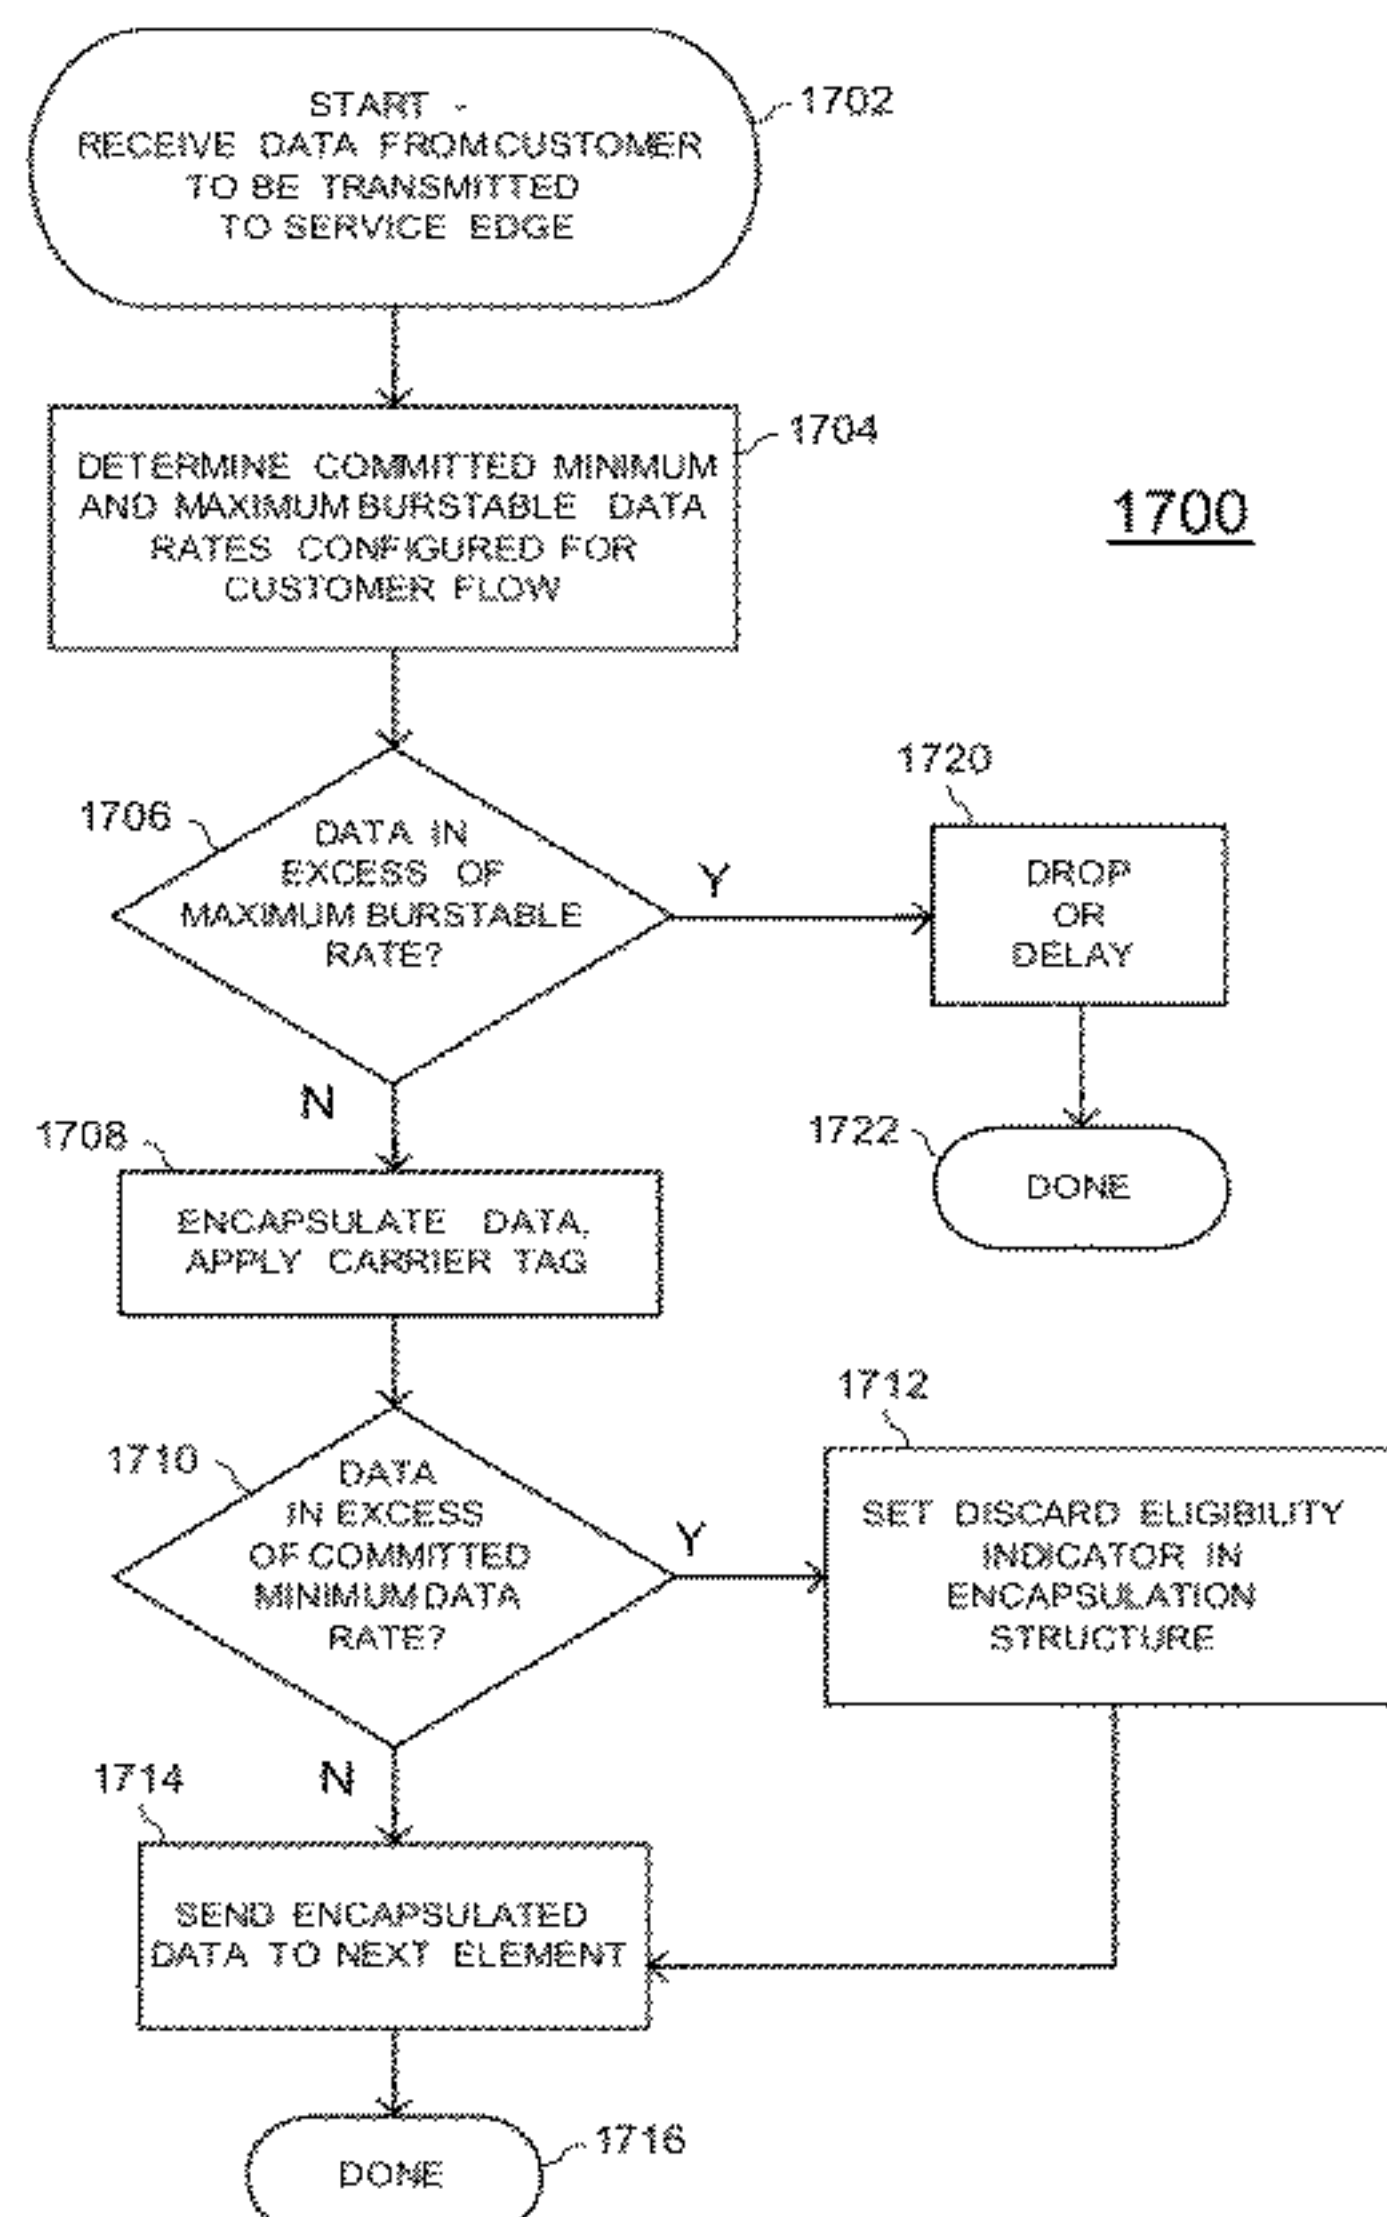 START -
RECEIVE DATA FROM CUSTOMER
TO BE TRANSMITTED
TO SERVICE EDGE
1702
DETERMINE COMMITTED MINIMUM
AND MAXIMUM BURSTABLE DATA
RATES CONFIGURED FOR
CUSTOMER FLOW
1704
1700
1706
DATA IN
EXCESS OF
MAXIMUM BURSTABLE
RATE?
Y
N
1720
DROP
OR
DELAY
1722
DONE
1708
ENCAPSULATE DATA,
APPLY CARRIER TAG
1710
DATA
IN EXCESS
OF COMMITTED
MINIMUM DATA
RATE?
Y
N
1712
SET DISCARD ELIGIBILITY
INDICATOR IN
ENCAPSULATION
STRUCTURE
1714
SEND ENCAPSULATED
DATA TO NEXT ELEMENT
DONE
1716